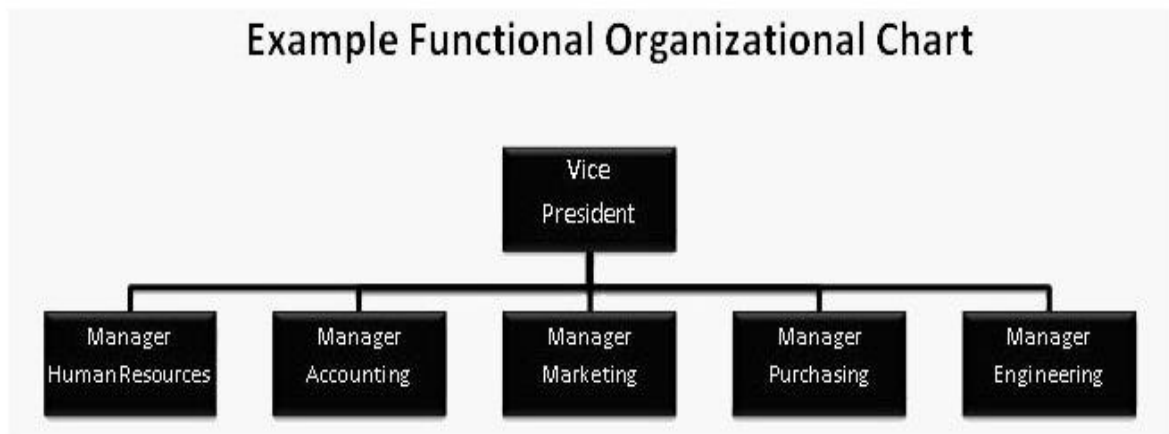 Example Functional Organizational Chart
Vice
President
Manager
Human Resources
Manager
Accounting
Manager
Marketing
Manager
Purchasing
Manager
Engineering